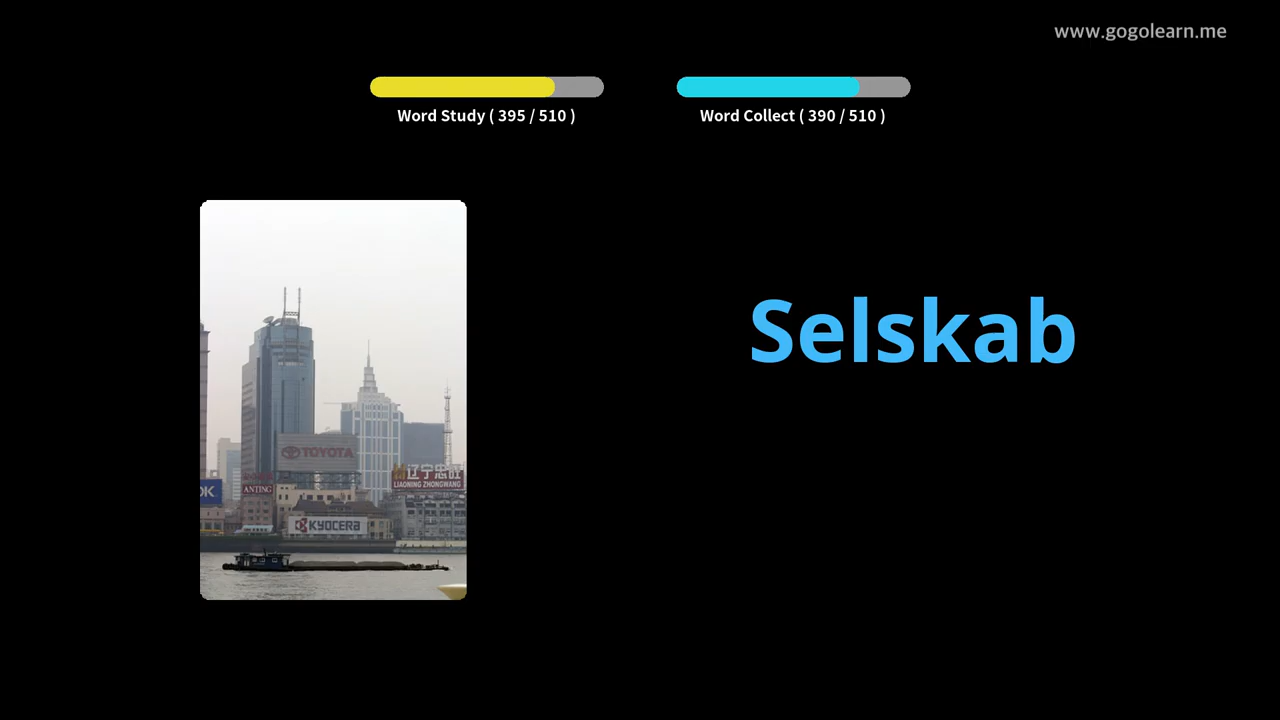 www.gogolearn.me
Word Study ( 395 / 510 )
Word Collect ( 390 / 510 )
Selskab
TOYOTA
辽宁忠旺
LIAONING ZHONGWANG
OK
ANTING
KYOCERA